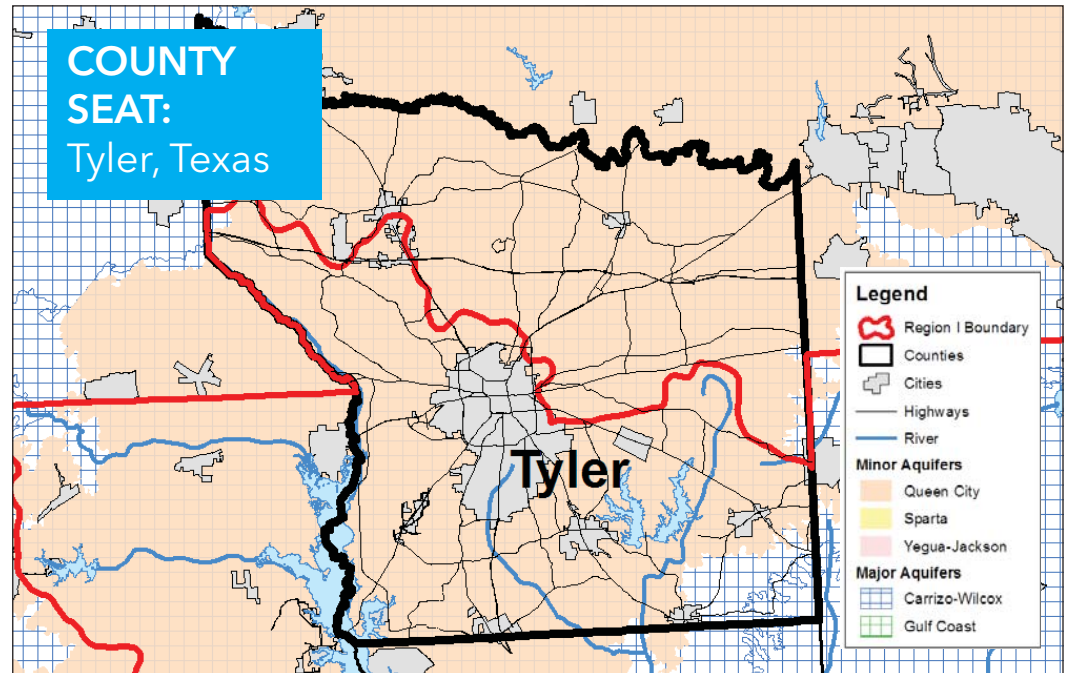 COUNTY
SEAT:
Tyler, Texas
Tyler
Legend
Region I Boundary
Counties
Cities
Highways
River
Minor Aquifers
Queen City
Sparta
Yegua-Jackson
Major Aquifers
Carrizo-Wilcox
Gulf Coast